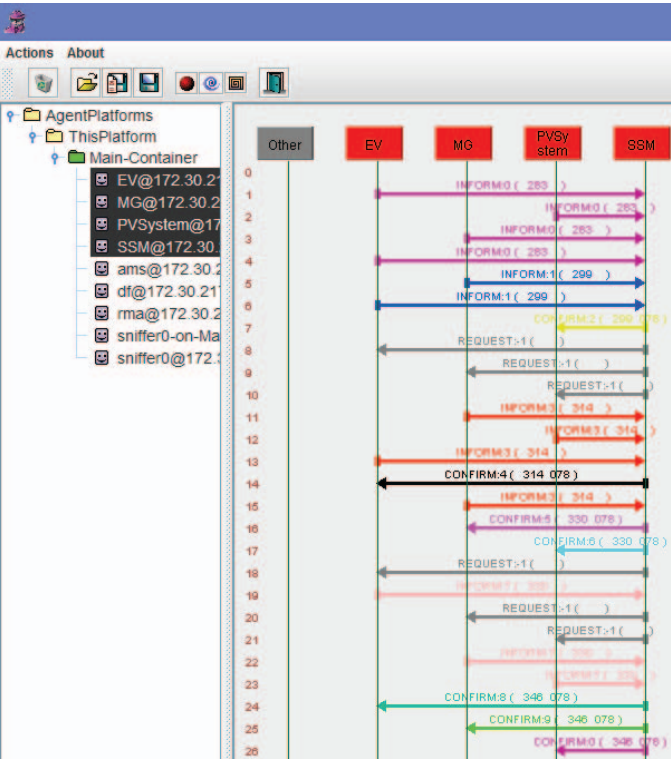 Actions About
AgentPlatforms
ThisPlatform
Main-Container
EV@172.30.21
MG@172.30.2
PVSystem@17
SSM@172.30.
ams@172.30.2
df@172.30.217
rma@172.30.2
sniffer0-on-Ma
sniffer0@172.
Other EV MG PVSy stem SSM
0
1 INFORM:0 ( 283 )
2 INFORM:0 ( 283 )
3 INFORM:0 ( 283 )
4 INFORM:0 ( 283 )
5 INFORM:1 ( 299 )
6 INFORM:1 ( 299 )
7 CONFIRM:2 ( 299 078 )
8 REQUEST:-1 ( )
9 REQUEST:-1 ( )
10 REQUEST:-1 ( )
11 INFORM:3 ( 314 )
12 INFORM:3 ( 314 )
13 INFORM:3 ( 314 )
14 CONFIRM:4 ( 314 078 )
15 INFORM:3 ( 314 )
16 CONFIRM:5 ( 330 078 )
17 CONFIRM:6 ( 330 078 )
18 REQUEST:-1 ( )
19
20 REQUEST:-1 ( )
21 REQUEST:-1 ( )
22
23
24 CONFIRM:8 ( 346 078 )
25 CONFIRM:9 ( 346 078 )
26 CONFIRM:0 ( 346 078 )